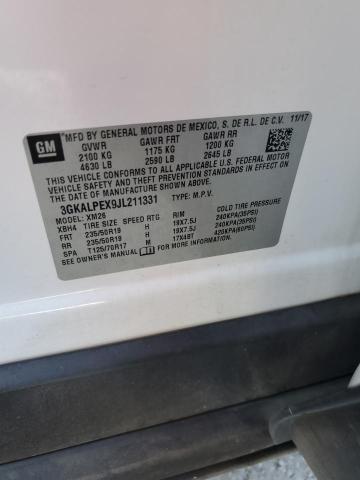 GM
MFD BY GENERAL MOTORS DE MEXICO, S. DE R.L. DE C.V. 11/17
GVWR GAWR FRT GAWR RR
2100 KG 1175 KG 1200 KG
4630 LB 2590 LB 2645 LB
THIS VEHICLE CONFORMS TO ALL APPLICABLE U.S. FEDERAL MOTOR
VEHICLE SAFETY, AND THEFT PREVENTION STANDARDS IN EFFECT ON
THE DATE OF MANUFACTURE SHOWN ABOVE.
3GKALPEX9JL211331 TYPE: M.P.V.
MODEL: XM26
XBH4 TIRE SIZE SPEED RTG RIM COLD TIRE PRESSURE
FRT 235/50R19 H 19X7.5J 240KPA(35PSI)
RR 235/50R19 H 19X7.5J 240KPA(35PSI)
SPA T125/70R17 M 17X4BT 420KPA(60PSI)
SEE OWNER'S MANUAL FOR ADDITIONAL INFORMATION